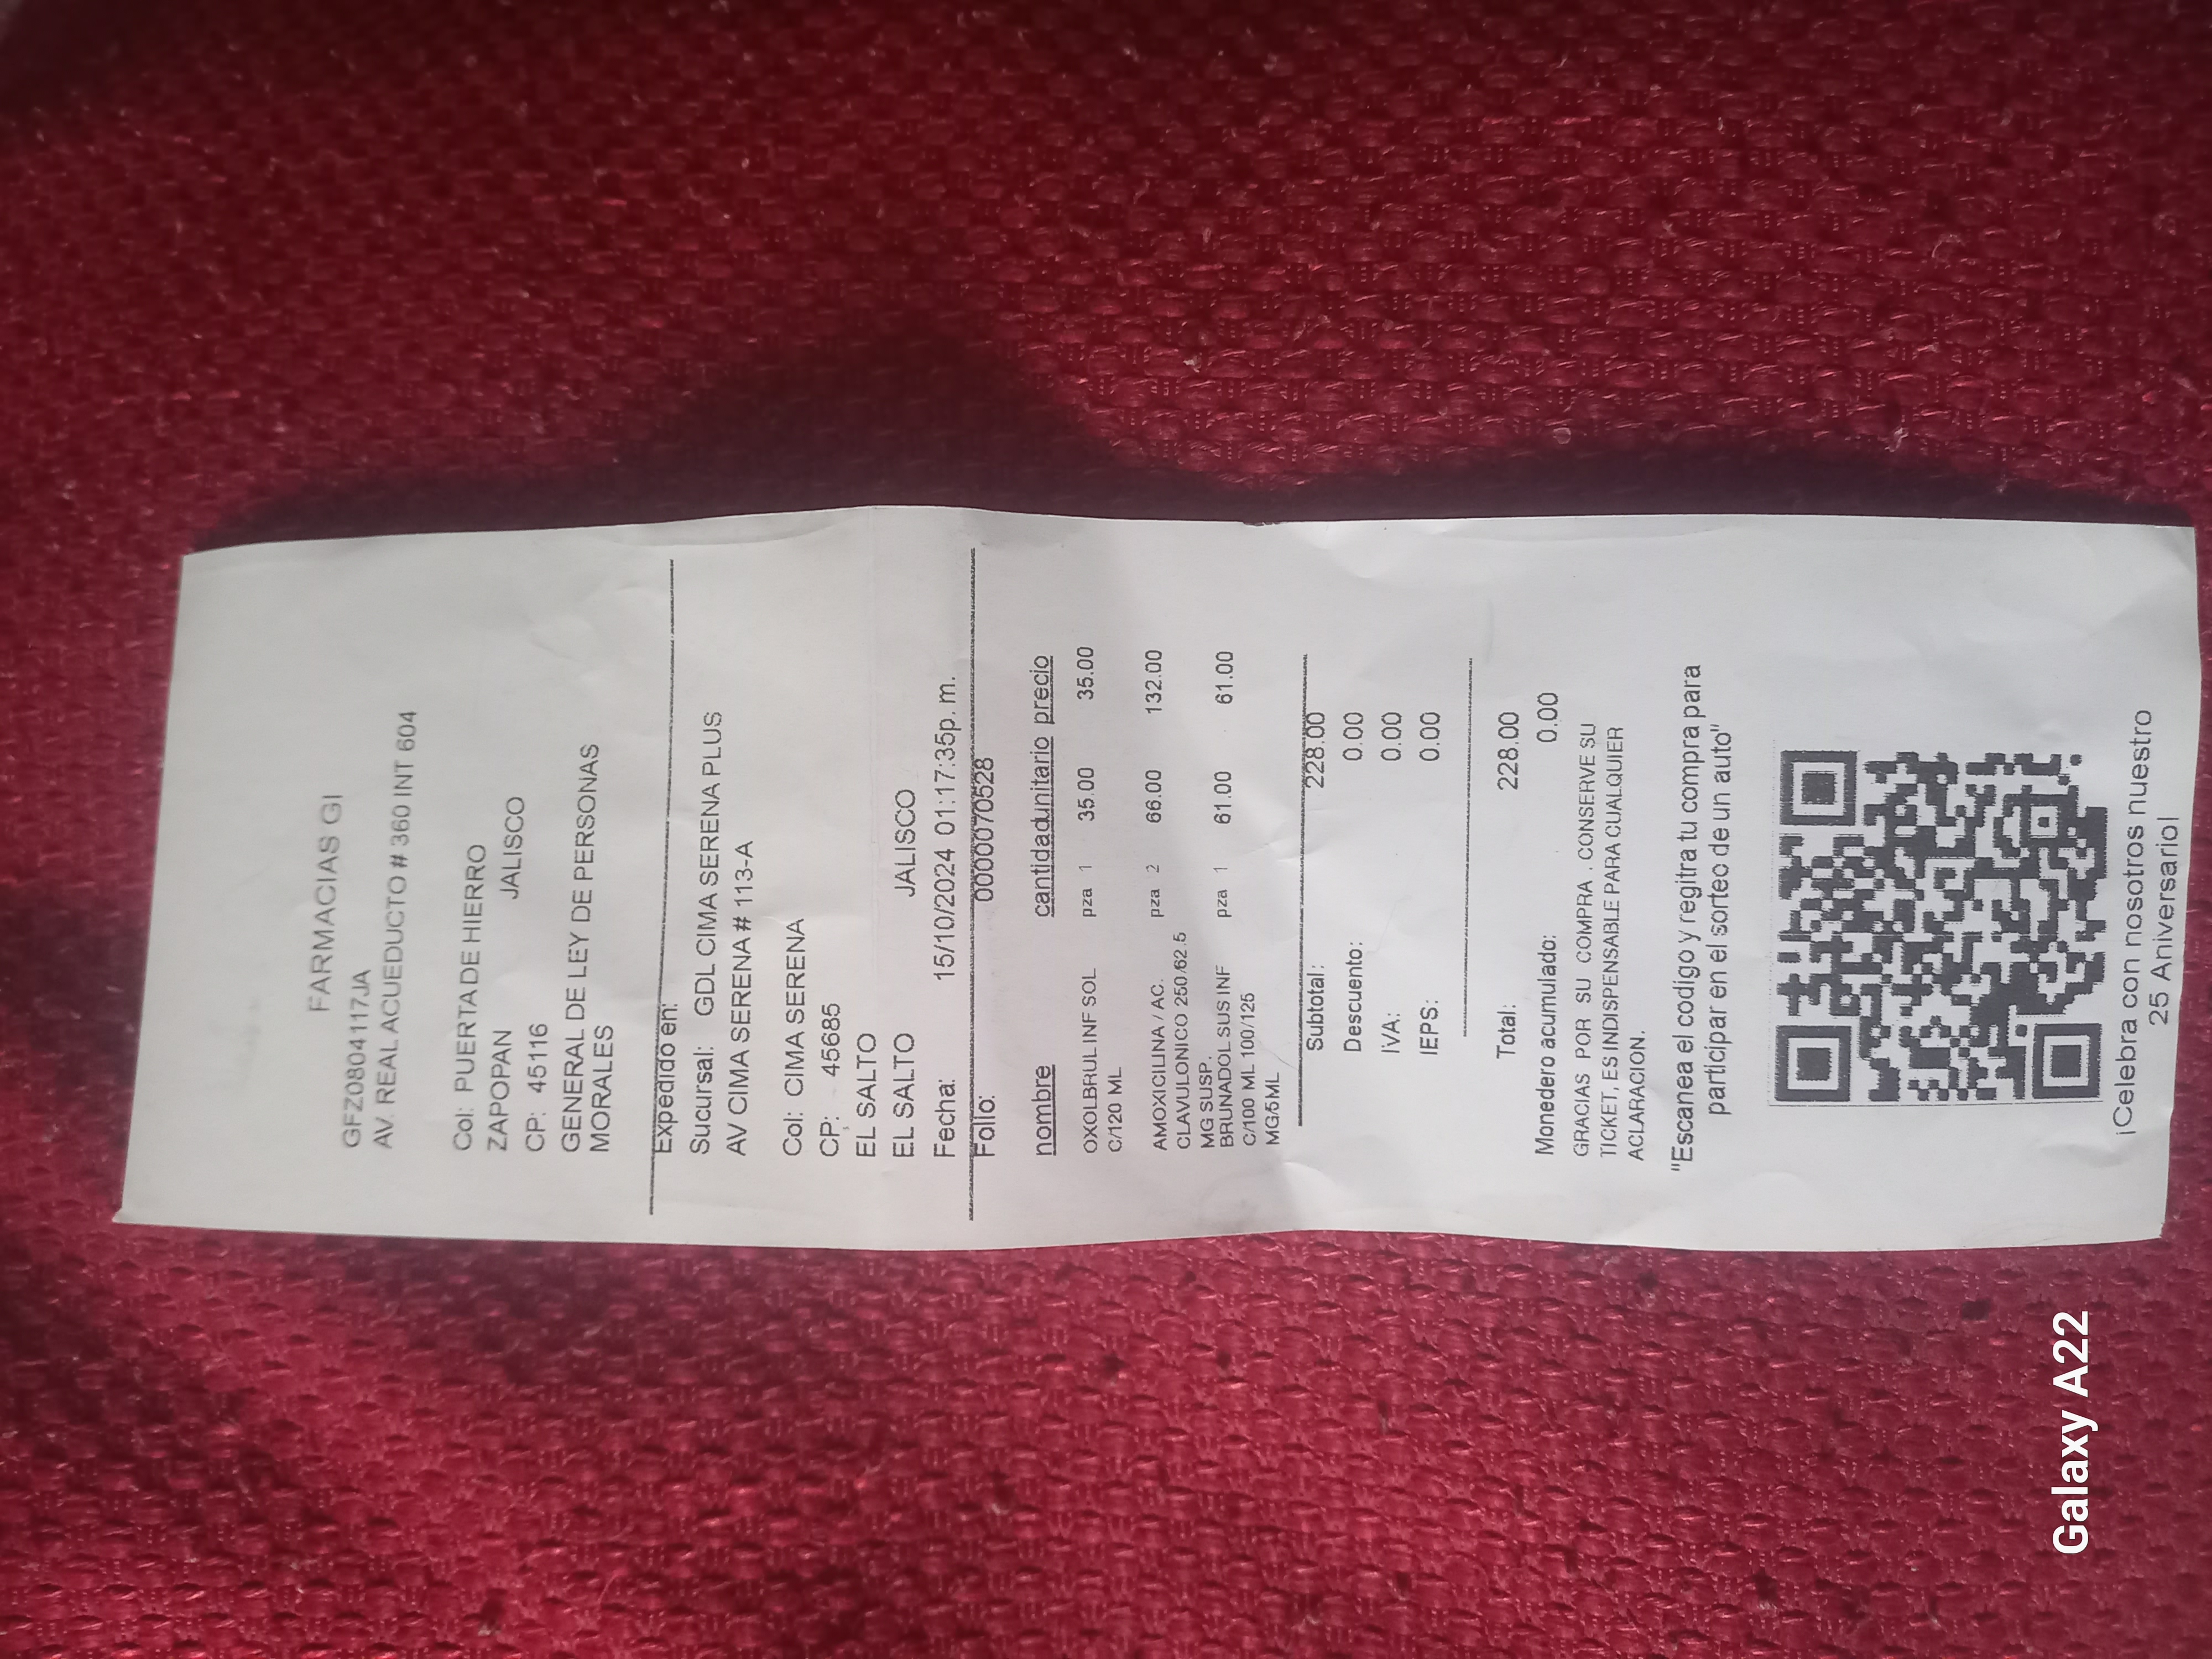 FARMACIAS GI
GFZ0804117JA
AV. REAL ACUEDUCTO # 360 INT 604
Col: PUERTA DE HIERRO
ZAPOPAN JALISCO
CP: 45116
GENERAL DE LEY DE PERSONAS
MORALES
Expedido en:
Sucursal: GDL CIMA SERENA PLUS
AV CIMA SERENA # 113-A
Col: CIMA SERENA
CP: 45685
EL SALTO
EL SALTO JALISCO
Fecha: 15/10/2024 01:17:35p. m.
Folio: 0000070528
nombre cantidadunitario precio
OXOLBRUL INF SOL pza 1 35.00 35.00
C/120 ML
AMOXICILINA / AC. pza 2 66.00 132.00
CLAVULONICO 250/62.5
MG SUSP.
BRUNADOL SUS INF pza 1 61.00 61.00
C/100 ML 100/125
MG/5ML
Subtotal: 228.00
Descuento: 0.00
IVA: 0.00
IEPS: 0.00
Total: 228.00
Monedero acumulado: 0.00
GRACIAS POR SU COMPRA . CONSERVE SU
TICKET, ES INDISPENSABLE PARA CUALQUIER
ACLARACION.
"Escanea el codigo y regitra tu compra para
participar en el sorteo de un auto"
¡Celebra con nosotros nuestro
25 Aniversario!
Galaxy A22